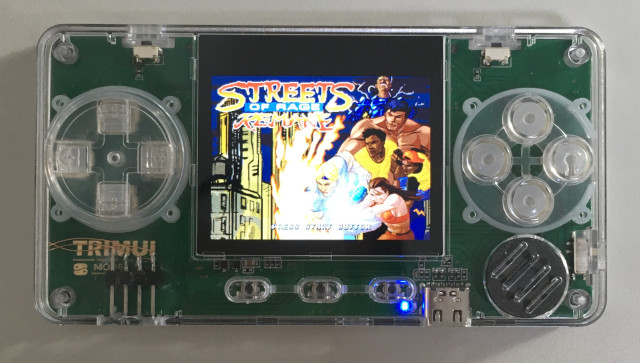 STREETS
OF RAGE
REMAKE
PRESS START BUTTON
TRIMUI